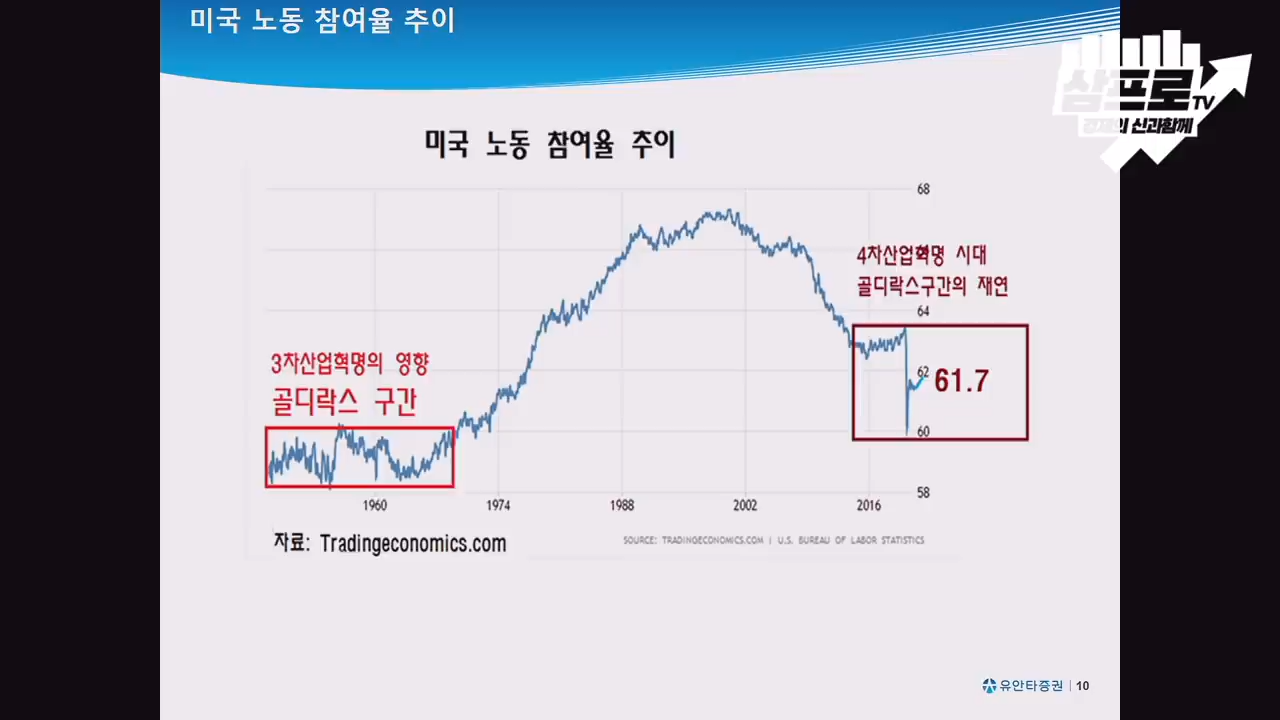 미국 노동 참여율 추이
삼프로TV
경제의 신과함께
미국 노동 참여율 추이
68
4차산업혁명 시대
골디락스구간의 재연
64
3차산업혁명의 영향
골디락스 구간
62
61.7
60
58
1960 1974 1988 2002 2016
자료: Tradingeconomics.com
SOURCE: TRADINGECONOMICS.COM | U.S. BUREAU OF LABOR STATISTICS
유안타증권 | 10